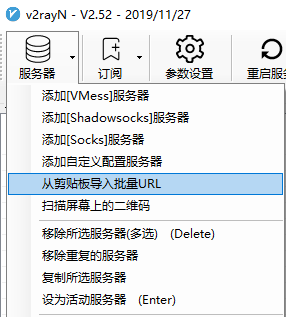 v2rayN - V2.52 - 2019/11/27
服务器 订阅 参数设置 重启服务
添加[VMess]服务器
添加[Shadowsocks]服务器
添加[Socks]服务器
添加自定义配置服务器
从剪贴板导入批量URL
扫描屏幕上的二维码
移除所选服务器(多选) (Delete)
移除重复的服务器
复制所选服务器
设为活动服务器 (Enter)